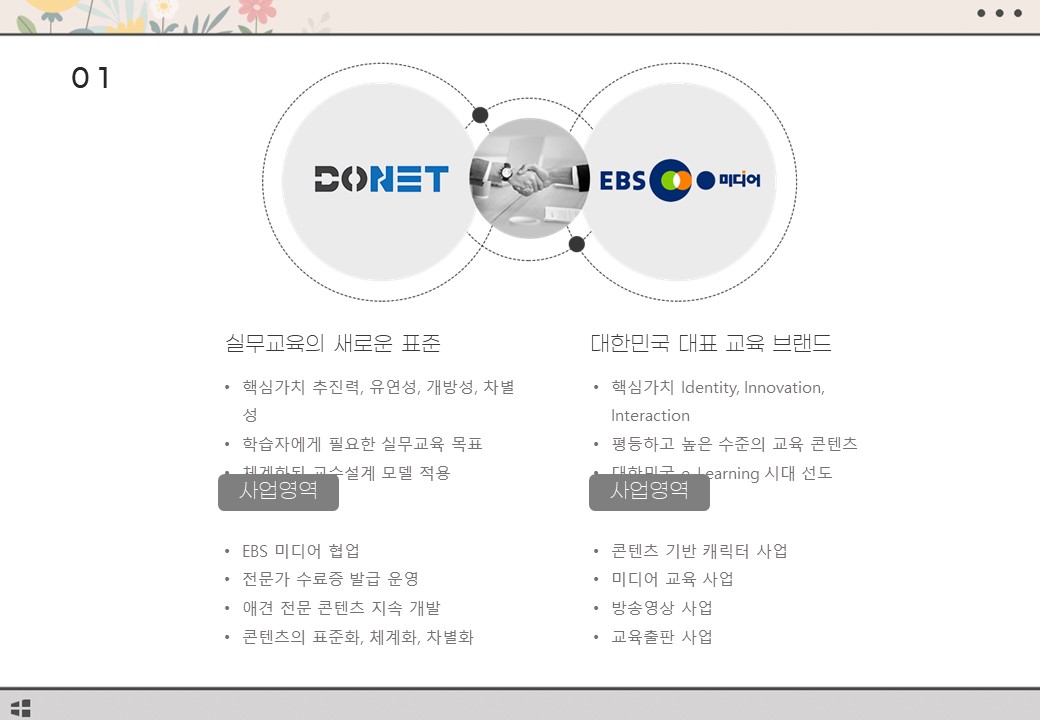 01
DONET
EBS 미디어
실무교육의 새로운 표준
• 핵심가치 추진력, 유연성, 개방성, 차별
성
• 학습자에게 필요한 실무교육 목표
• 체계화된 교수설계 모델 적용
사업영역
• EBS 미디어 협업
• 전문가 수료증 발급 운영
• 애견 전문 콘텐츠 지속 개발
• 콘텐츠의 표준화, 체계화, 차별화
대한민국 대표 교육 브랜드
• 핵심가치 Identity, Innovation,
Interaction
• 평등하고 높은 수준의 교육 콘텐츠
• 대한민국 e-Learning 시대 선도
사업영역
• 콘텐츠 기반 캐릭터 사업
• 미디어 교육 사업
• 방송영상 사업
• 교육출판 사업